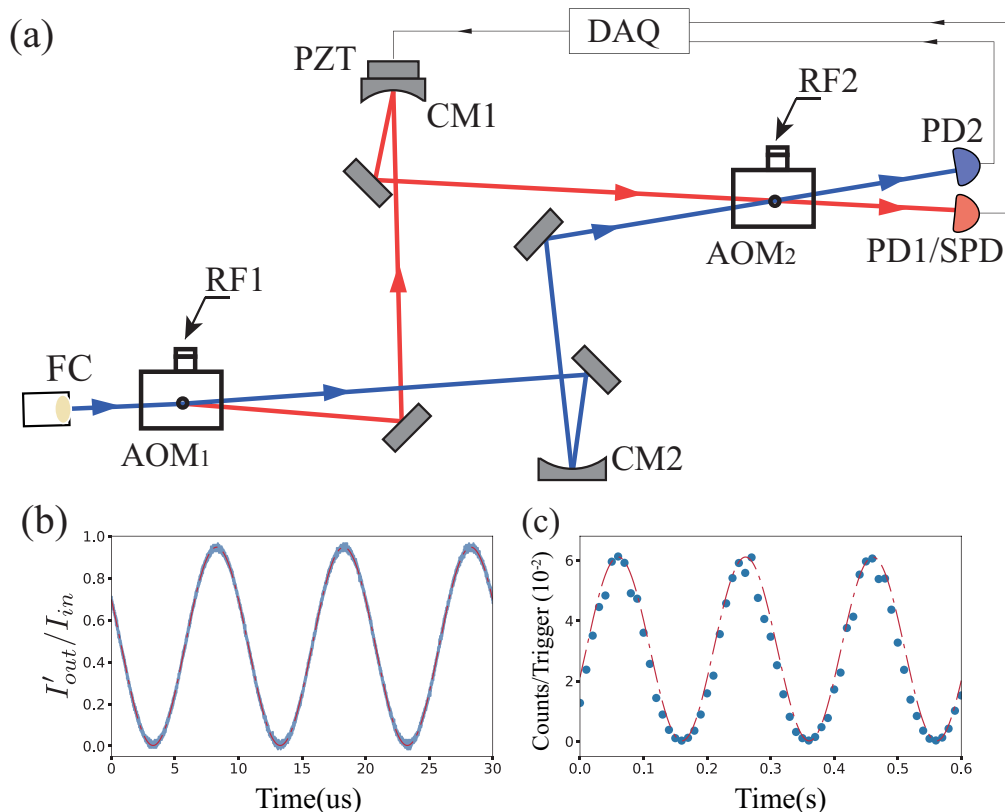 (a)
DAQ
PZT
CM1
RF2
PD2
AOM2
PD1/SPD
RF1
FC
AOM1
CM2
(b)
I'out/Iin
1.0
0.8
0.6
0.4
0.2
0.0
0 5 10 15 20 25 30
Time(us)
(c)
Counts/Trigger (10-2)
6
4
2
0
0.0 0.1 0.2 0.3 0.4 0.5 0.6
Time(s)